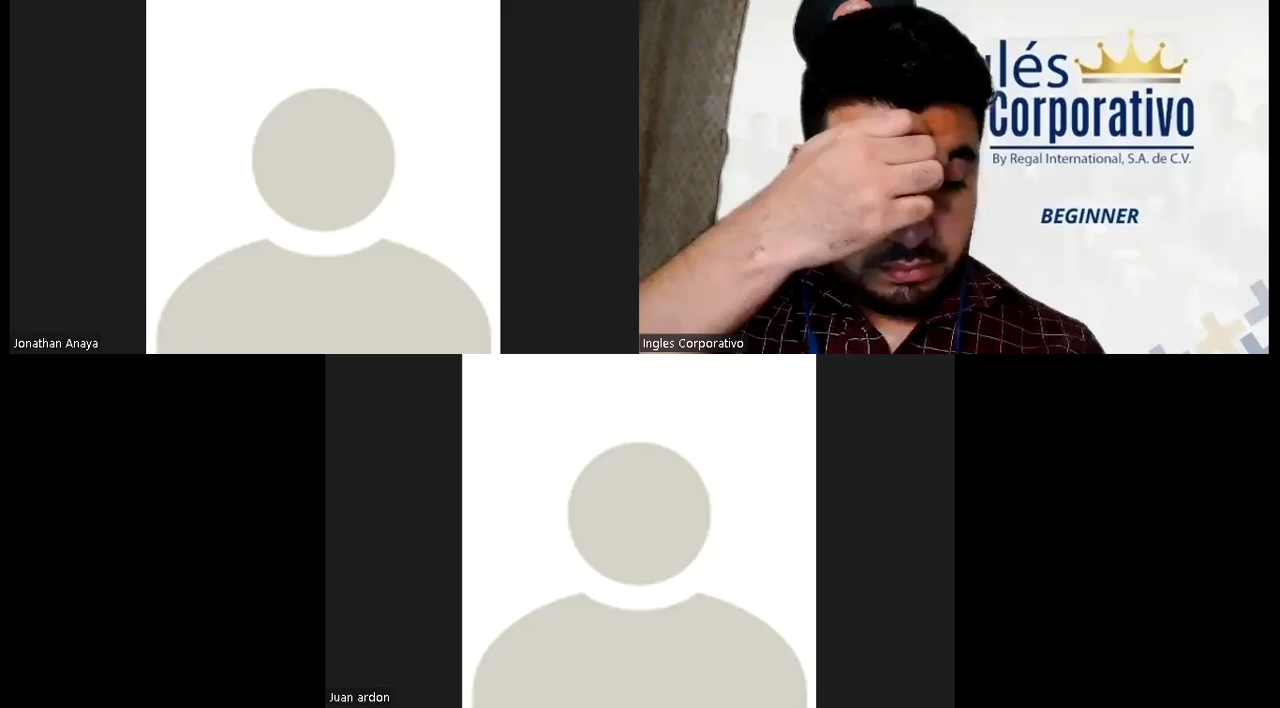 lés
Corporativo
By Regal International, S.A. de C.V.
BEGINNER
Jonathan Anaya
Ingles Corporativo
Juan ardon